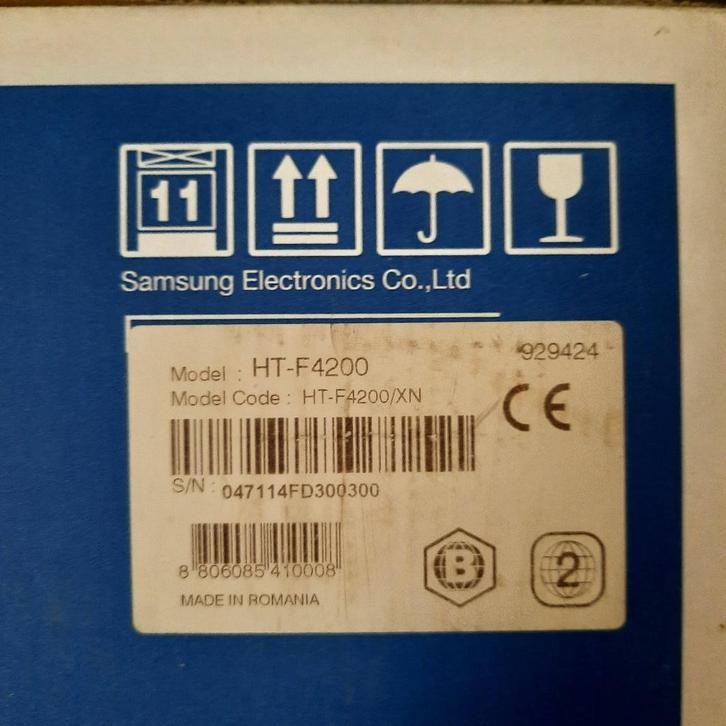 11
Samsung Electronics Co.,Ltd
929424
Model : HT-F4200
Model Code : HT-F4200/XN
CE
S/N : 047114FD300300
8 806085 410008
B
2
MADE IN ROMANIA